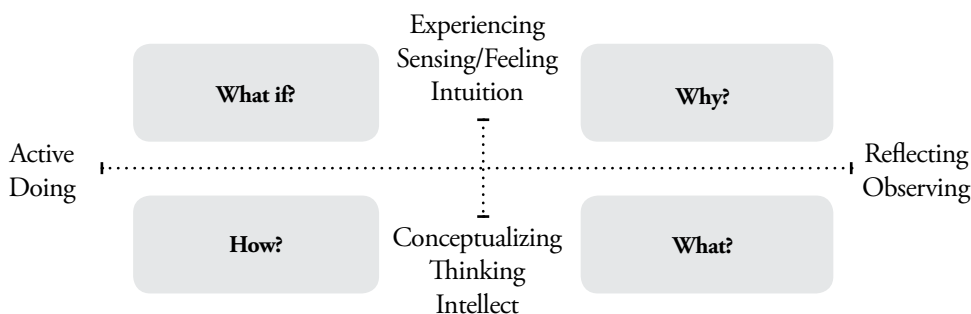 Experiencing
Sensing/Feeling
Intuition
What if?
Why?
Active
Doing
Reflecting
Observing
How?
What?
Conceptualizing
Thinking
Intellect